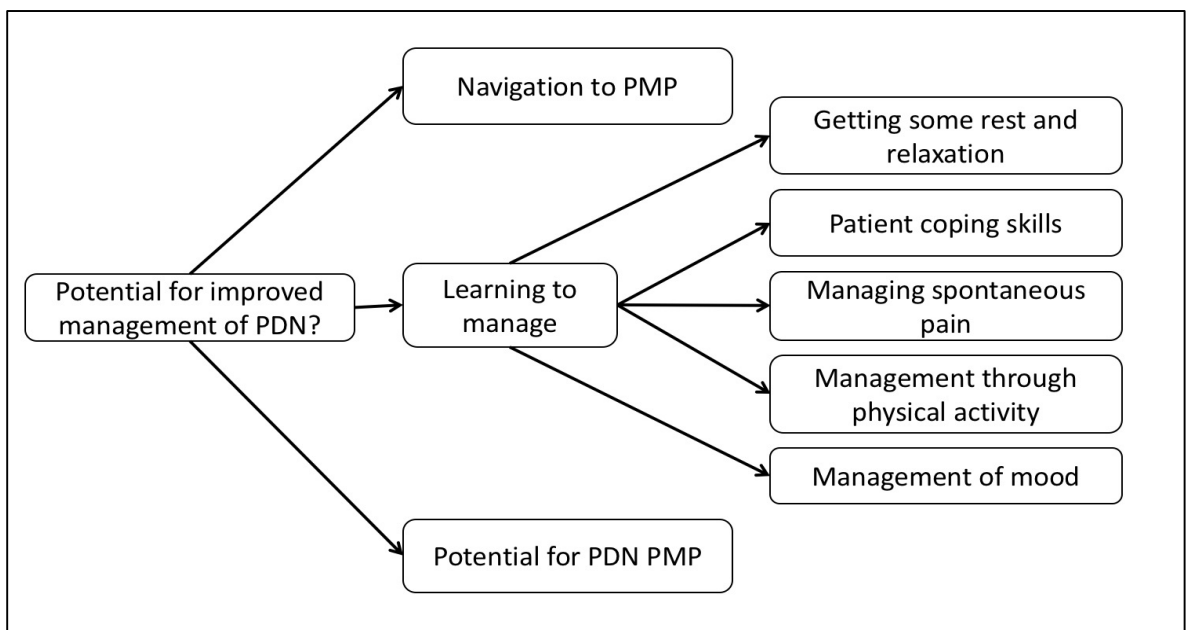 Navigation to PMP
Getting some rest and
relaxation
Patient coping skills
Potential for improved
management of PDN?
Learning to
manage
Managing spontaneous
pain
Management through
physical activity
Management of mood
Potential for PDN PMP